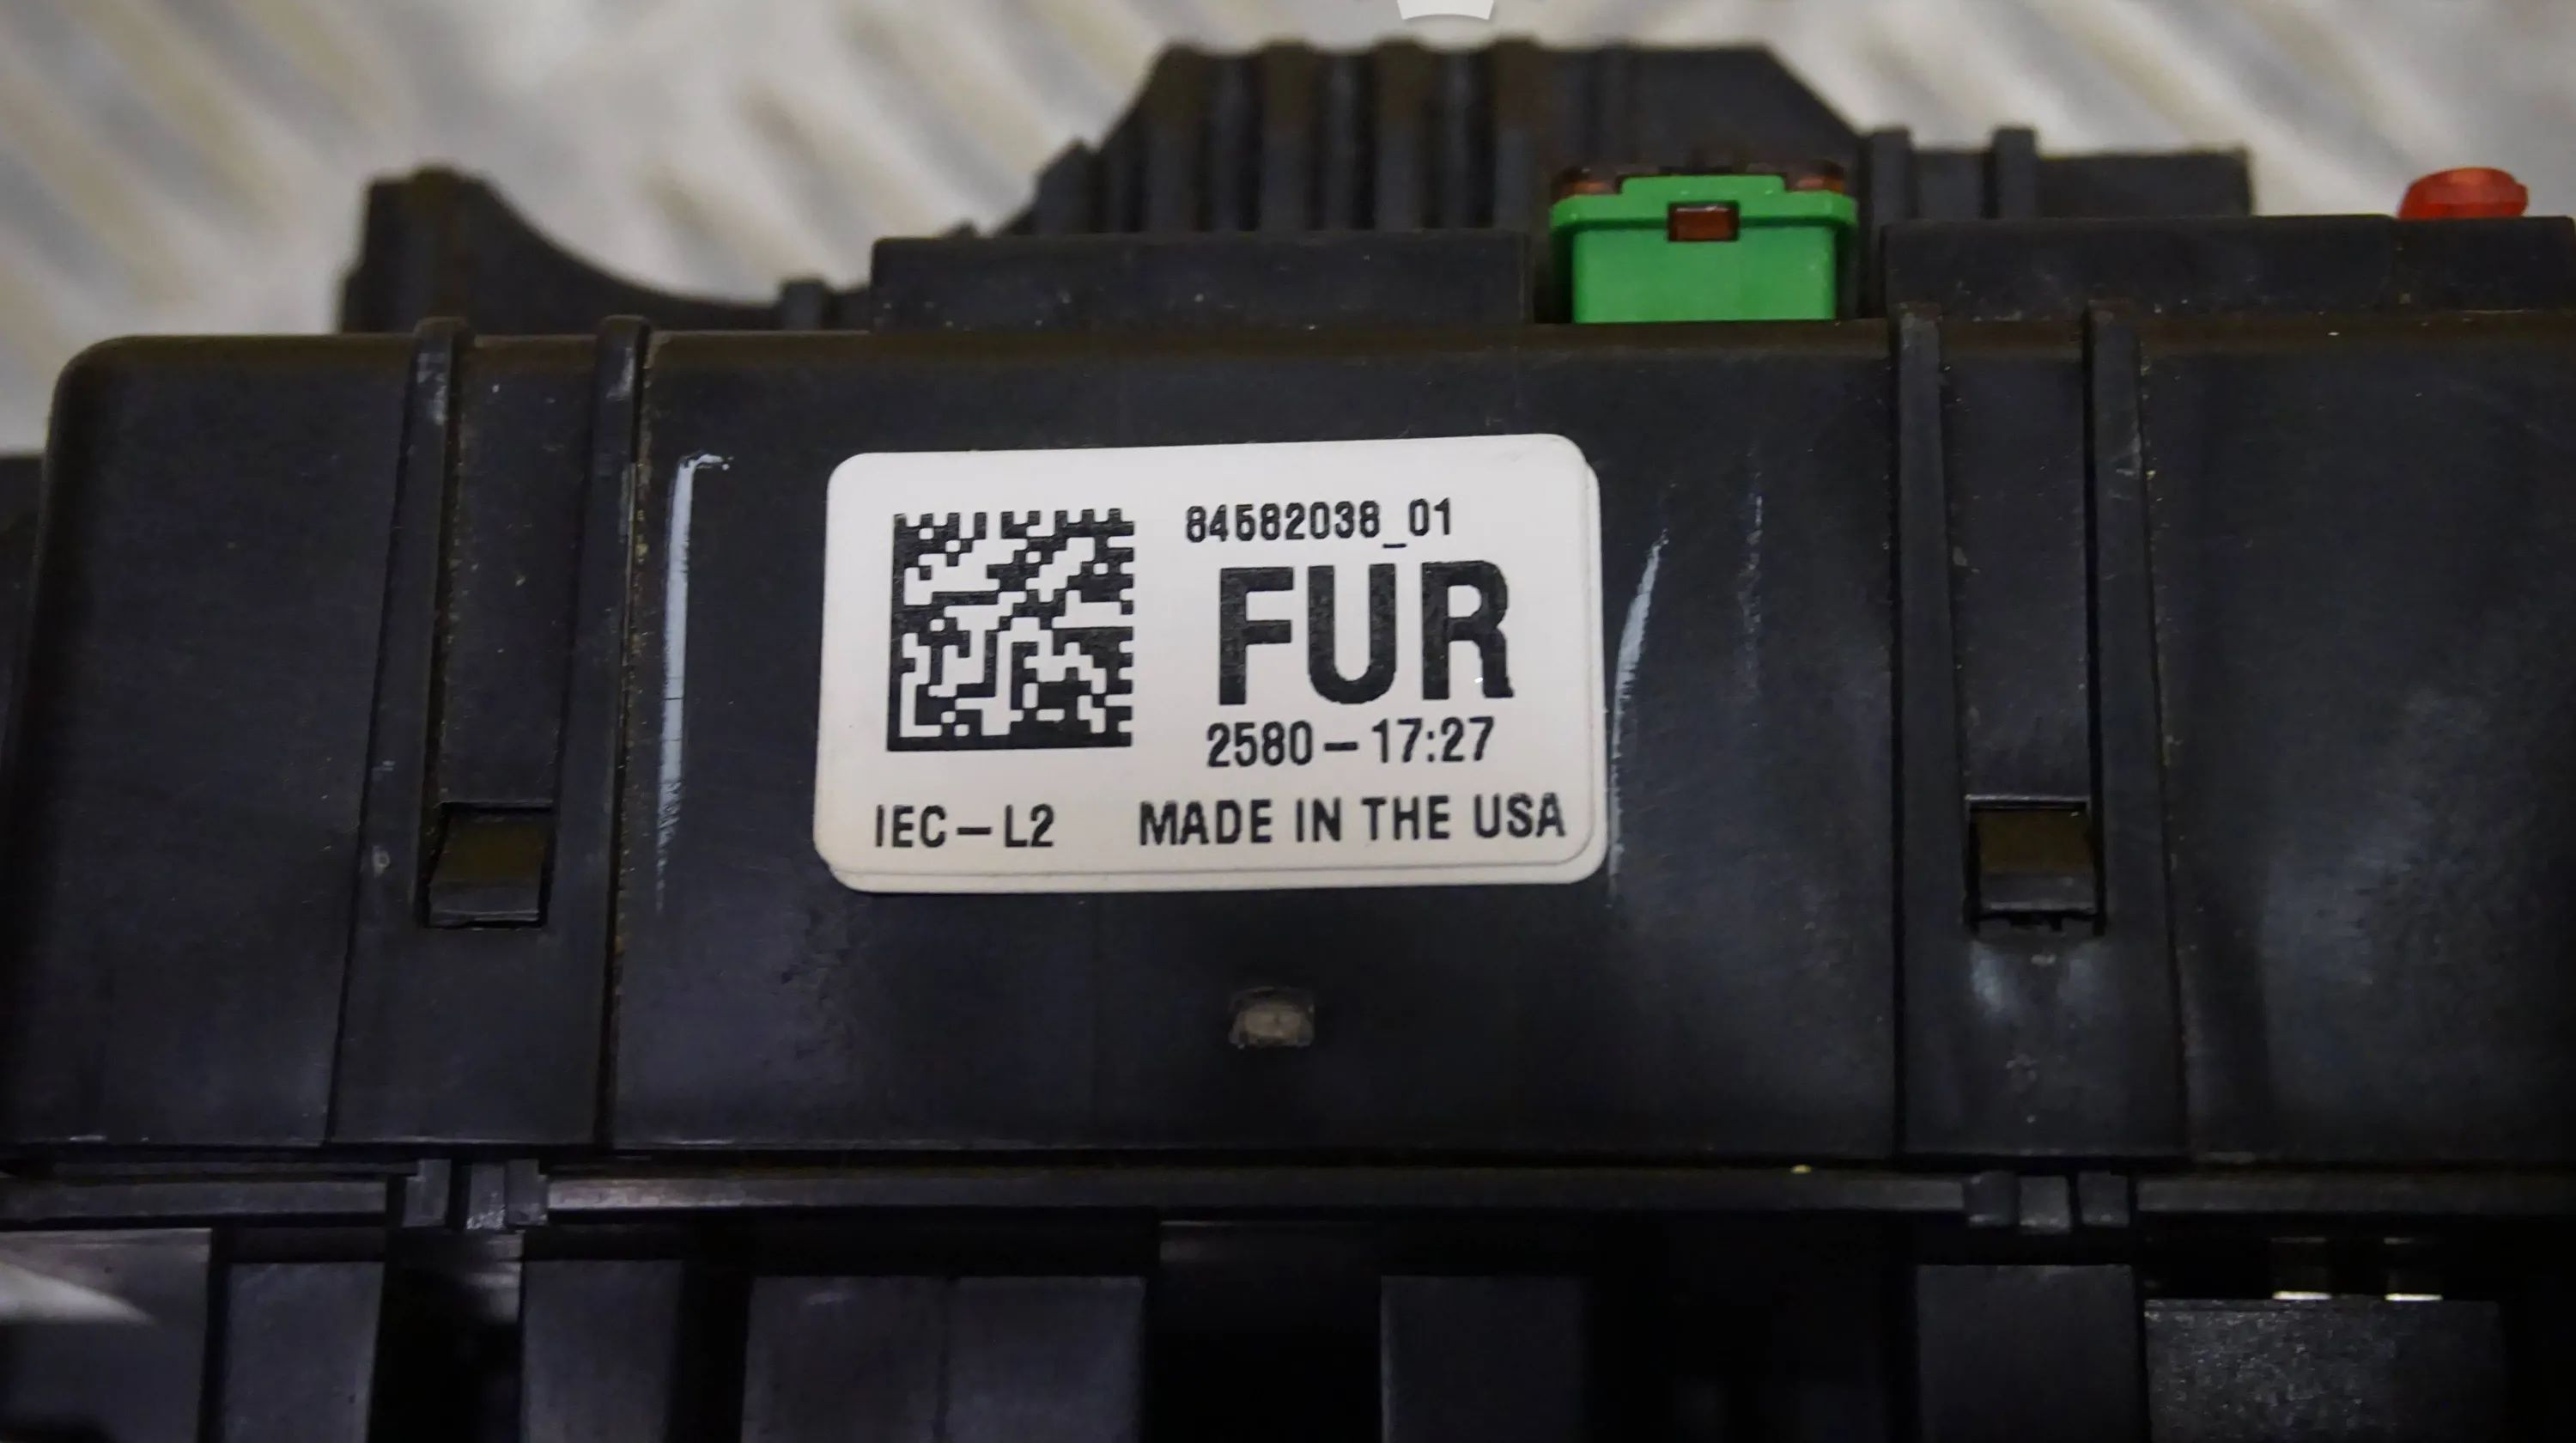 84582038_01
FUR
2580-17:27
IEC-L2 MADE IN THE USA